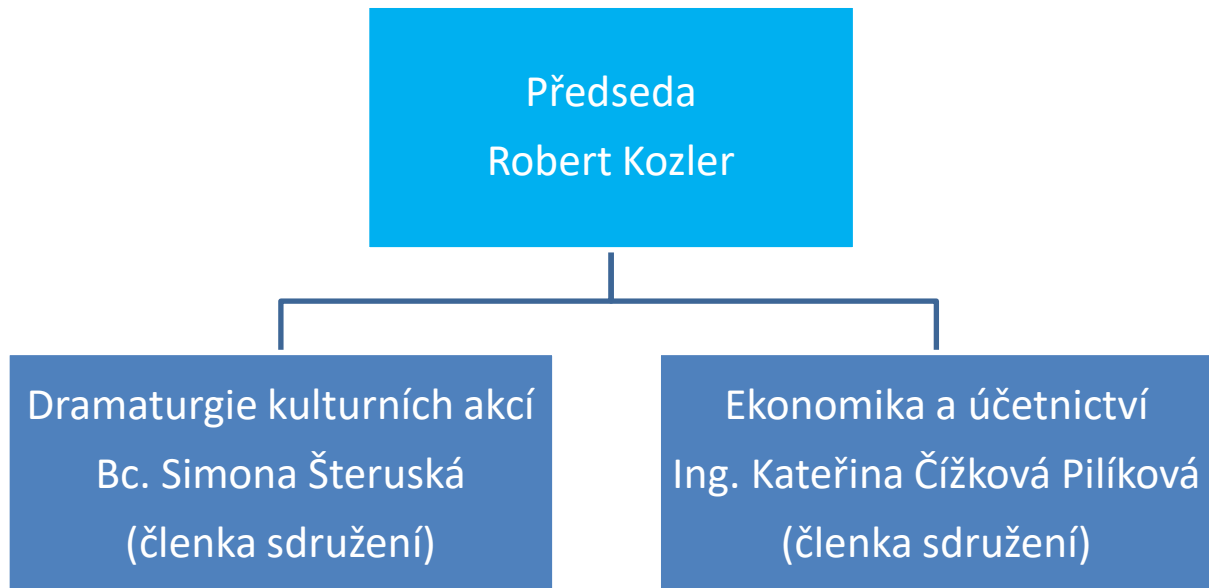 Předseda
Robert Kozler
Dramaturgie kulturních akcí
Bc. Simona Šteruská
(členka sdružení)
Ekonomika a účetnictví
Ing. Kateřina Čížková Pilíková
(členka sdružení)